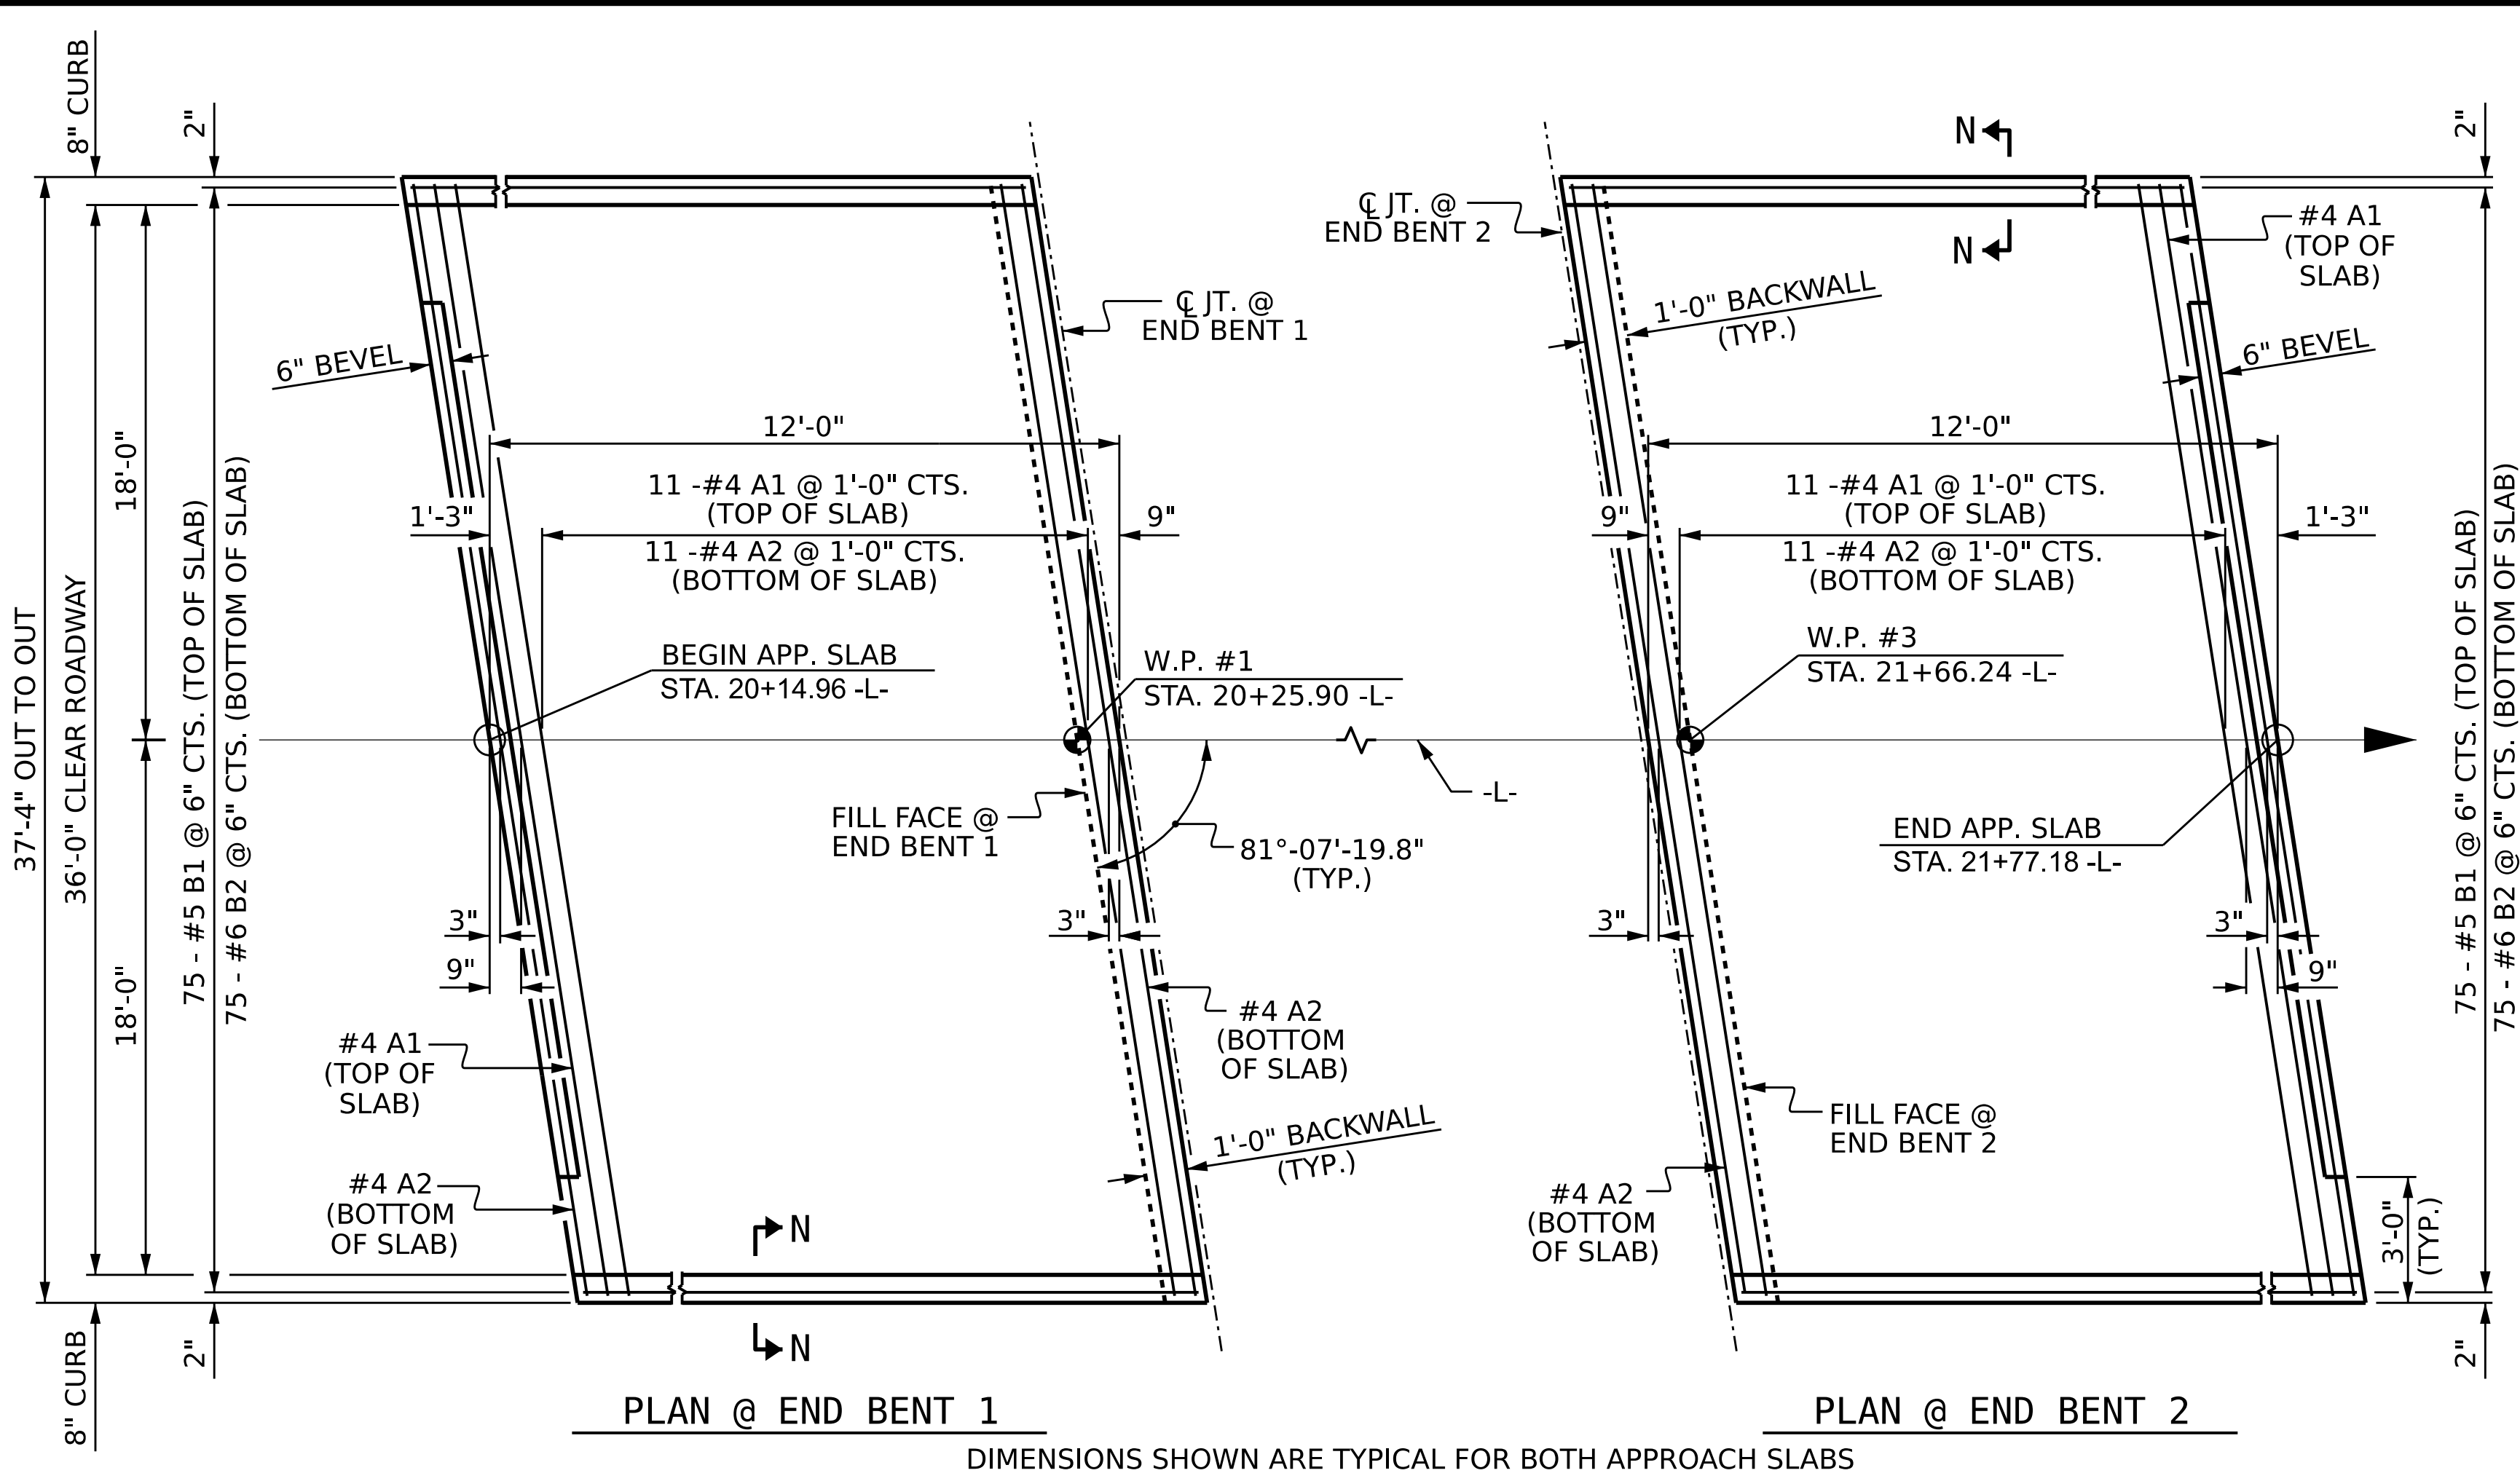 8" CURB
2"
37'-4" OUT TO OUT
36'-0" CLEAR ROADWAY
18'-0"
18'-0"
75 - #5 B1 @ 6" CTS. (TOP OF SLAB)
75 - #6 B2 @ 6" CTS. (BOTTOM OF SLAB)
8" CURB
2"
6" BEVEL
12'-0"
11 -#4 A1 @ 1'-0" CTS.
(TOP OF SLAB)
11 -#4 A2 @ 1'-0" CTS.
(BOTTOM OF SLAB)
1'-3"
9"
BEGIN APP. SLAB
STA. 20+14.96 -L-
W.P. #1
STA. 20+25.90 -L-
℄ JT. @
END BENT 1
FILL FACE @
END BENT 1
81°-07'-19.8"
(TYP.)
-L-
3"
9"
3"
#4 A1
(TOP OF
SLAB)
#4 A2
(BOTTOM
OF SLAB)
#4 A2
(BOTTOM
OF SLAB)
1'-0" BACKWALL
(TYP.)
N
N
PLAN @ END BENT 1
℄ JT. @
END BENT 2
N
N
1'-0" BACKWALL
(TYP.)
#4 A1
(TOP OF
SLAB)
6" BEVEL
12'-0"
11 -#4 A1 @ 1'-0" CTS.
(TOP OF SLAB)
11 -#4 A2 @ 1'-0" CTS.
(BOTTOM OF SLAB)
9"
1'-3"
W.P. #3
STA. 21+66.24 -L-
END APP. SLAB
STA. 21+77.18 -L-
3"
3"
9"
FILL FACE @
END BENT 2
#4 A2
(BOTTOM
OF SLAB)
3'-0"
(TYP.)
2"
75 - #5 B1 @ 6" CTS. (TOP OF SLAB)
75 - #6 B2 @ 6" CTS. (BOTTOM OF SLAB)
2"
PLAN @ END BENT 2
DIMENSIONS SHOWN ARE TYPICAL FOR BOTH APPROACH SLABS